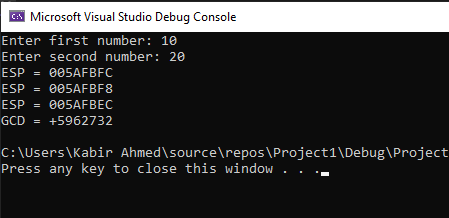 Microsoft Visual Studio Debug Console
Enter first number: 10
Enter second number: 20
ESP = 005AFBFC
ESP = 005AFBF8
ESP = 005AFBEC
GCD = +5962732
C:\Users\Kabir Ahmed\source\repos\Project1\Debug\Project
Press any key to close this window . . .